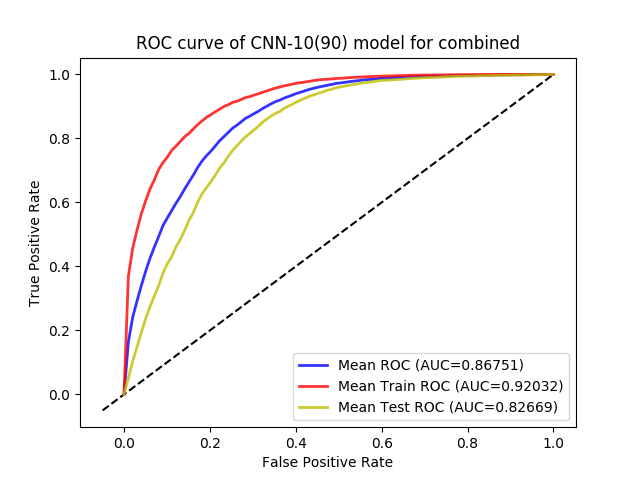 ROC curve of CNN-10(90) model for combined
True Positive Rate
1.0
0.8
0.6
0.4
0.2
0.0
Mean ROC (AUC=0.86751)
Mean Train ROC (AUC=0.92032)
Mean Test ROC (AUC=0.82669)
0.0 0.2 0.4 0.6 0.8 1.0
False Positive Rate